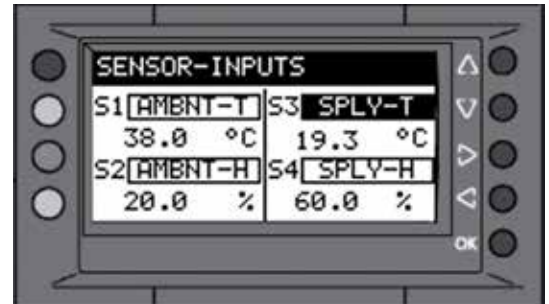 SENSOR-INPUTS
S1 AMBNT-T S3 SPLY-T
38.0 °C 19.3 °C
S2 AMBNT-H S4 SPLY-H
20.0 % 60.0 %
OK